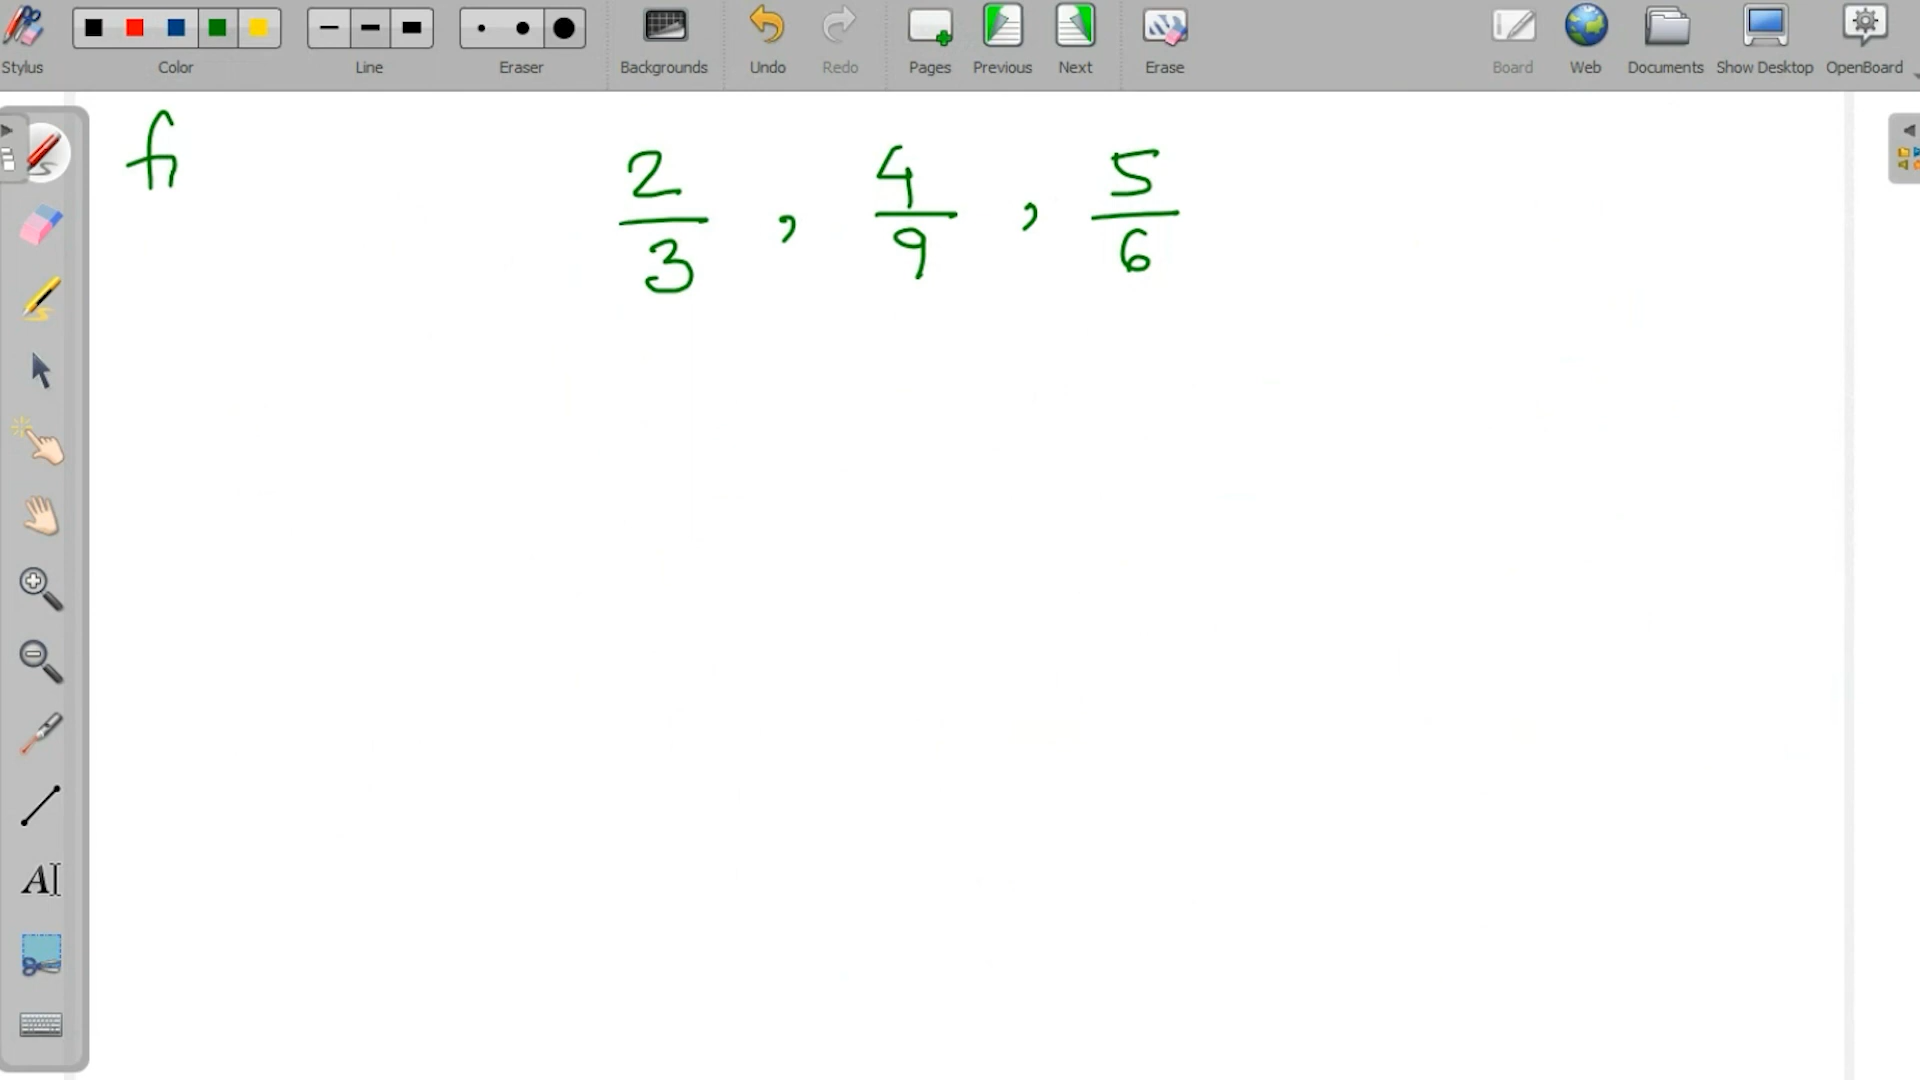 Stylus Color Line Eraser Backgrounds Undo Redo Pages Previous Next Erase Board Web Documents Show Desktop OpenBoard
fi 2/3 , 4/9 , 5/6
A